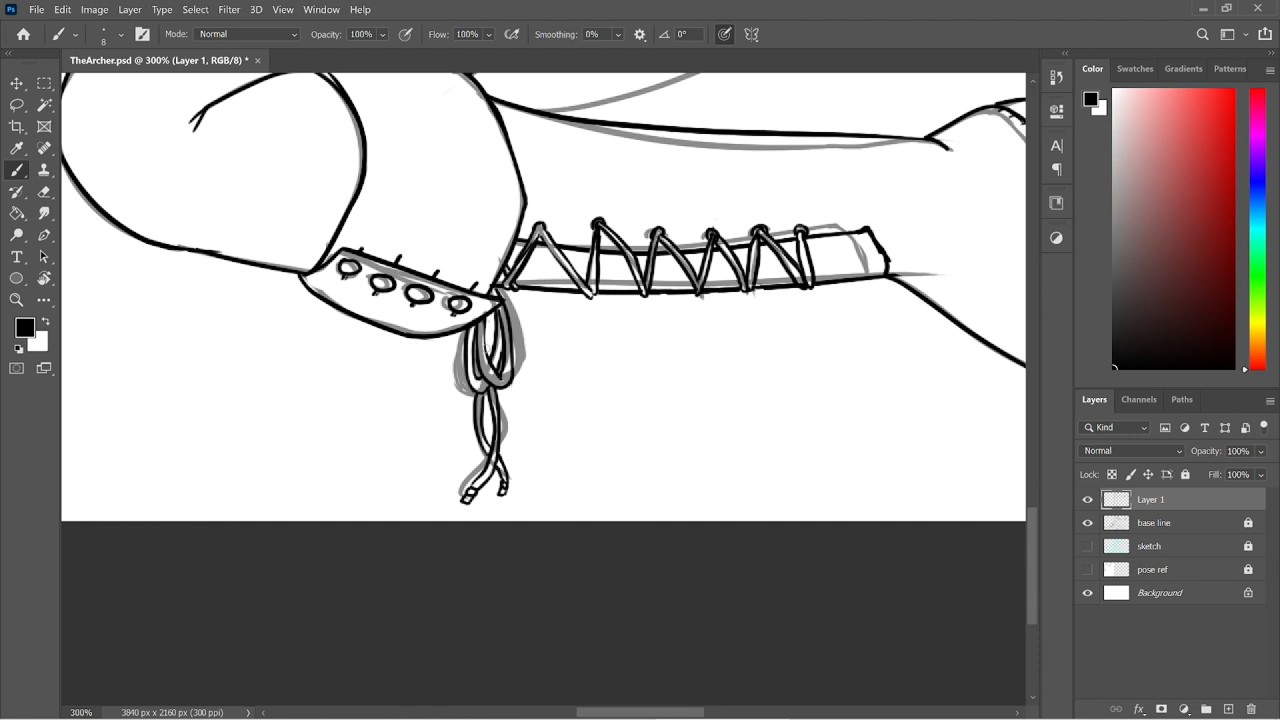 Ps File Edit Image Layer Type Select Filter 3D View Window Help
8 Mode: Normal Opacity: 100% Flow: 100% Smoothing: 0% 0°
TheArcher.psd @ 300% (Layer 1, RGB/8) * ×
Color Swatches Gradients Patterns
Layers Channels Paths
Kind
Normal Opacity: 100%
Lock: Fill: 100%
Layer 1
base line
sketch
pose ref
Background
300% 3840 px x 2160 px (300 ppi)